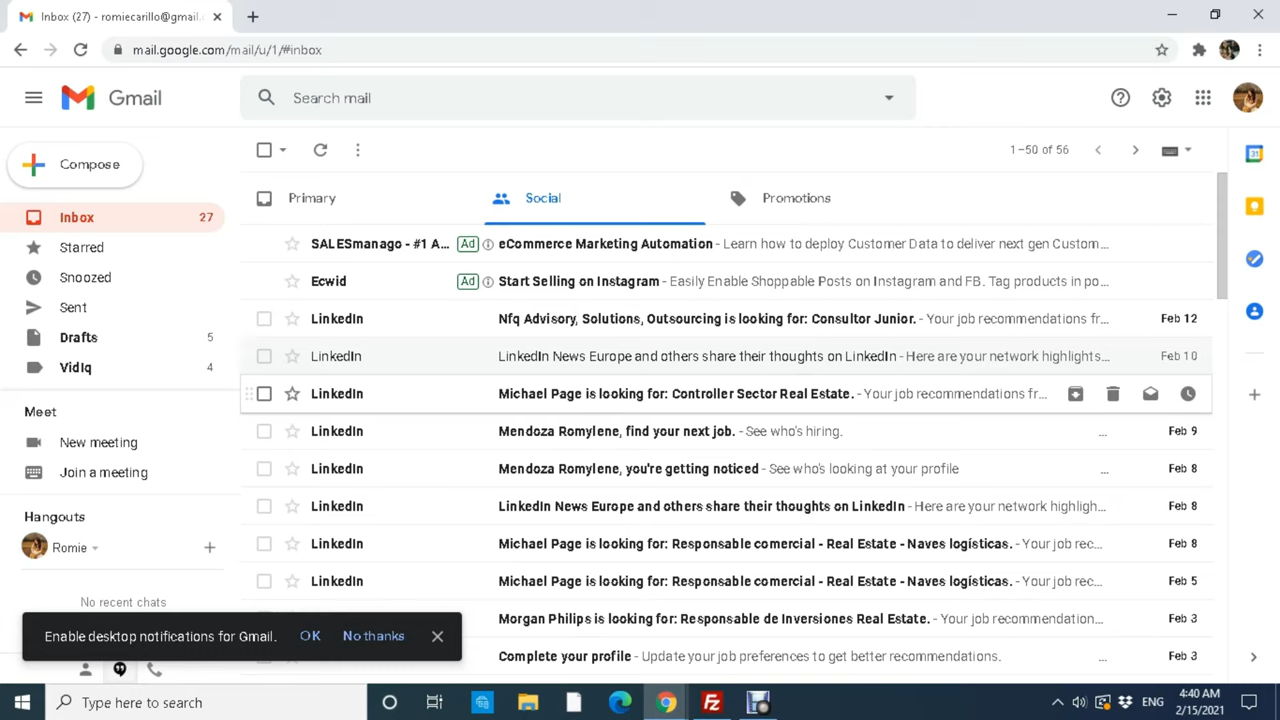 Inbox (27) - romiecarillo@gmail.
mail.google.com/mail/u/1/#inbox
Gmail
Search mail
Compose
1–50 of 56
Primary
Social
Promotions
Inbox 27
Starred
Snoozed
Sent
Drafts 5
VidIq 4
SALESmanago - #1 A... Ad eCommerce Marketing Automation - Learn how to deploy Customer Data to deliver next gen Custom...
Ecwid Ad Start Selling on Instagram - Easily Enable Shoppable Posts on Instagram and FB. Tag products in po...
LinkedIn Nfq Advisory, Solutions, Outsourcing is looking for: Consultor Junior. - Your job recommendations fr... Feb 12
LinkedIn LinkedIn News Europe and others share their thoughts on LinkedIn - Here are your network highlights... Feb 10
LinkedIn Michael Page is looking for: Controller Sector Real Estate. - Your job recommendations fr...
LinkedIn Mendoza Romylene, find your next job. - See who's hiring. ... Feb 9
LinkedIn Mendoza Romylene, you're getting noticed - See who's looking at your profile ... Feb 8
LinkedIn LinkedIn News Europe and others share their thoughts on LinkedIn - Here are your network highligh... Feb 8
LinkedIn Michael Page is looking for: Responsable comercial - Real Estate - Naves logísticas. - Your job rec... Feb 8
LinkedIn Michael Page is looking for: Responsable comercial - Real Estate - Naves logísticas. - Your job rec... Feb 5
Morgan Philips is looking for: Responsable de Inversiones Real Estate. - Your job recommendation... Feb 3
Complete your profile - Update your job preferences to get better recommendations. ... Feb 3
Meet
New meeting
Join a meeting
Hangouts
Romie
No recent chats
Enable desktop notifications for Gmail. OK No thanks
Type here to search
ENG
4:40 AM
2/15/2021
31